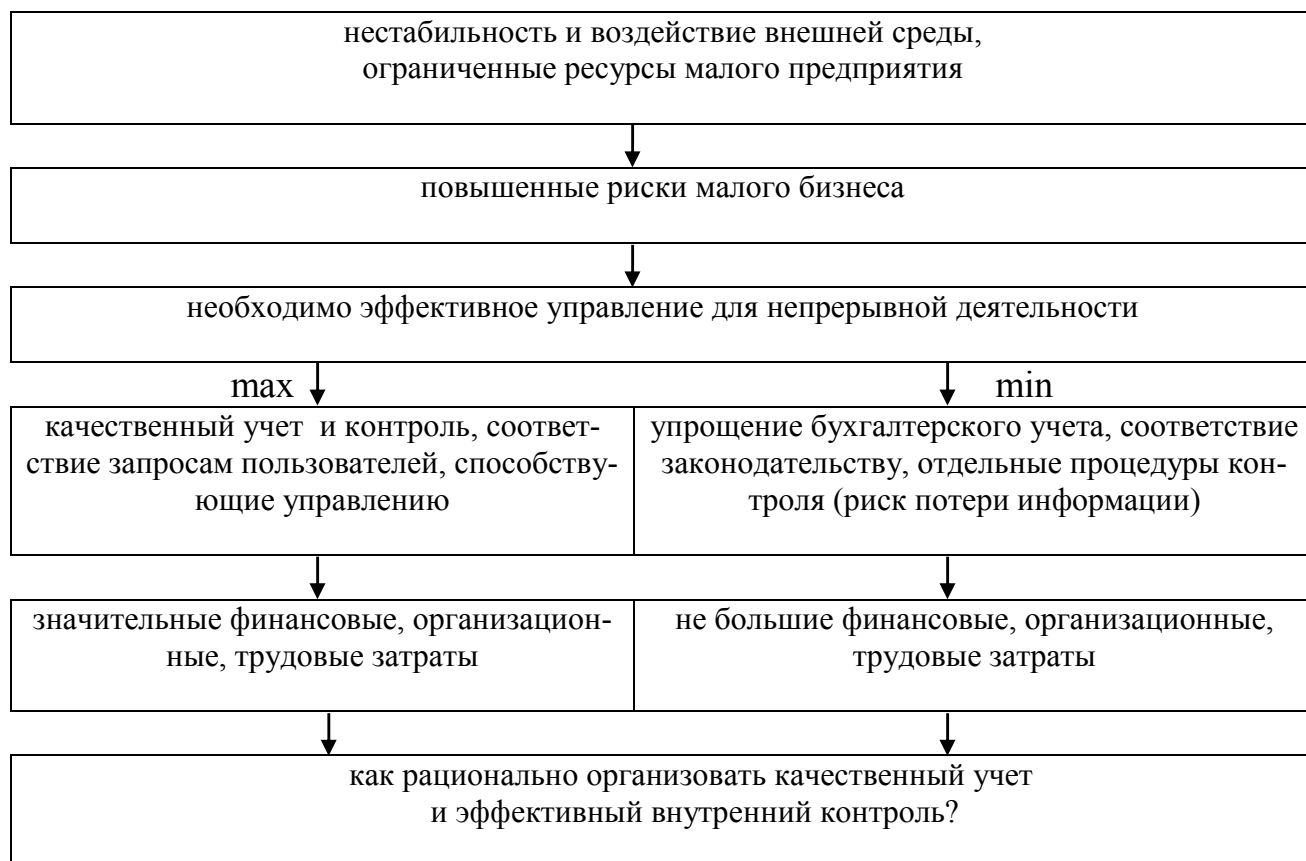 нестабильность и воздействие внешней среды,
ограниченные ресурсы малого предприятия
повышенные риски малого бизнеса
необходимо эффективное управление для непрерывной деятельности
max
min
качественный учет и контроль, соответ-
ствие запросам пользователей, способству-
ющие управлению
упрощение бухгалтерского учета, соответствие
законодательству, отдельные процедуры кон-
троля (риск потери информации)
значительные финансовые, организацион-
ные, трудовые затраты
не большие финансовые, организационные,
трудовые затраты
как рационально организовать качественный учет
и эффективный внутренний контроль?